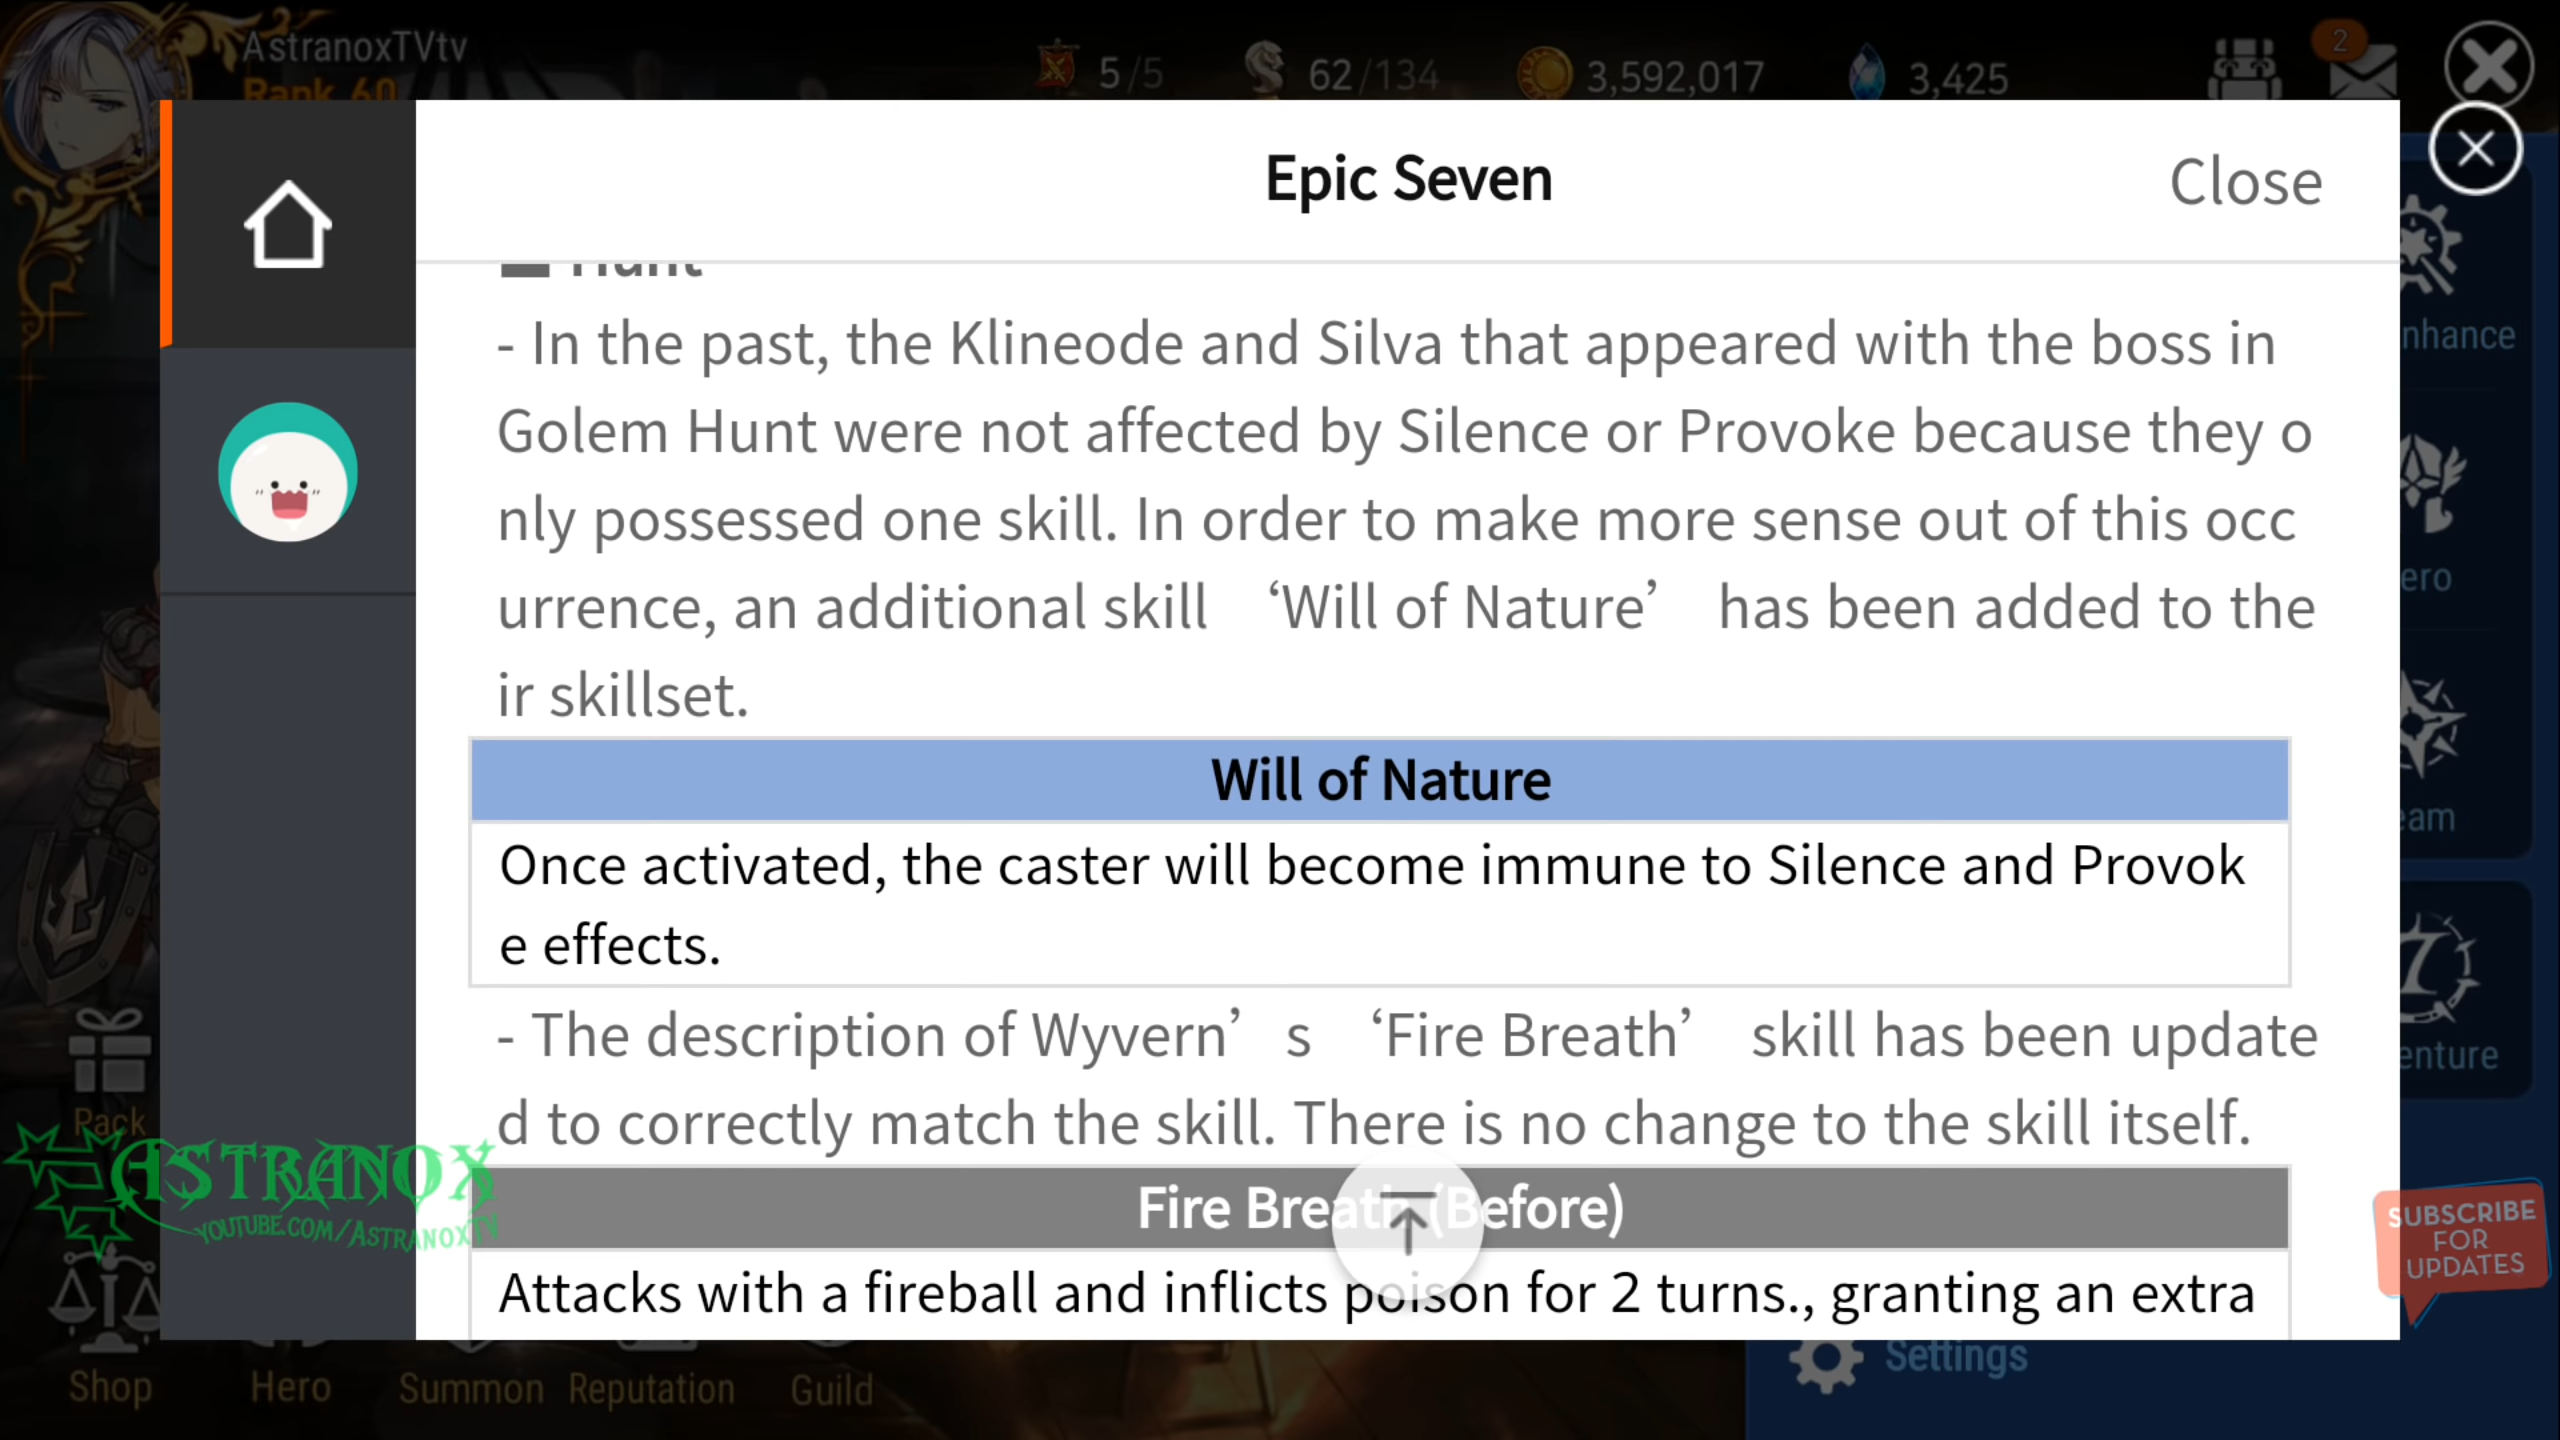 AstranoxTVtv
Rank 60
5/5
62/134
3,592,017
3,425
2
Epic Seven
Close
Hunt
- In the past, the Klineode and Silva that appeared with the boss in
Golem Hunt were not affected by Silence or Provoke because they o
nly possessed one skill. In order to make more sense out of this occ
urrence, an additional skill ‘Will of Nature’ has been added to the
ir skillset.
Will of Nature
Once activated, the caster will become immune to Silence and Provok
e effects.
- The description of Wyvern’ s ‘Fire Breath’ skill has been update
d to correctly match the skill. There is no change to the skill itself.
Fire Breath (Before)
Attacks with a fireball and inflicts poison for 2 turns., granting an extra
nhance
ero
eam
enture
Pack
ASTRANOX
YOUTUBE.COM/ASTRANOXTV
SUBSCRIBE
FOR
UPDATES
Settings
Shop
Hero
Summon
Reputation
Guild